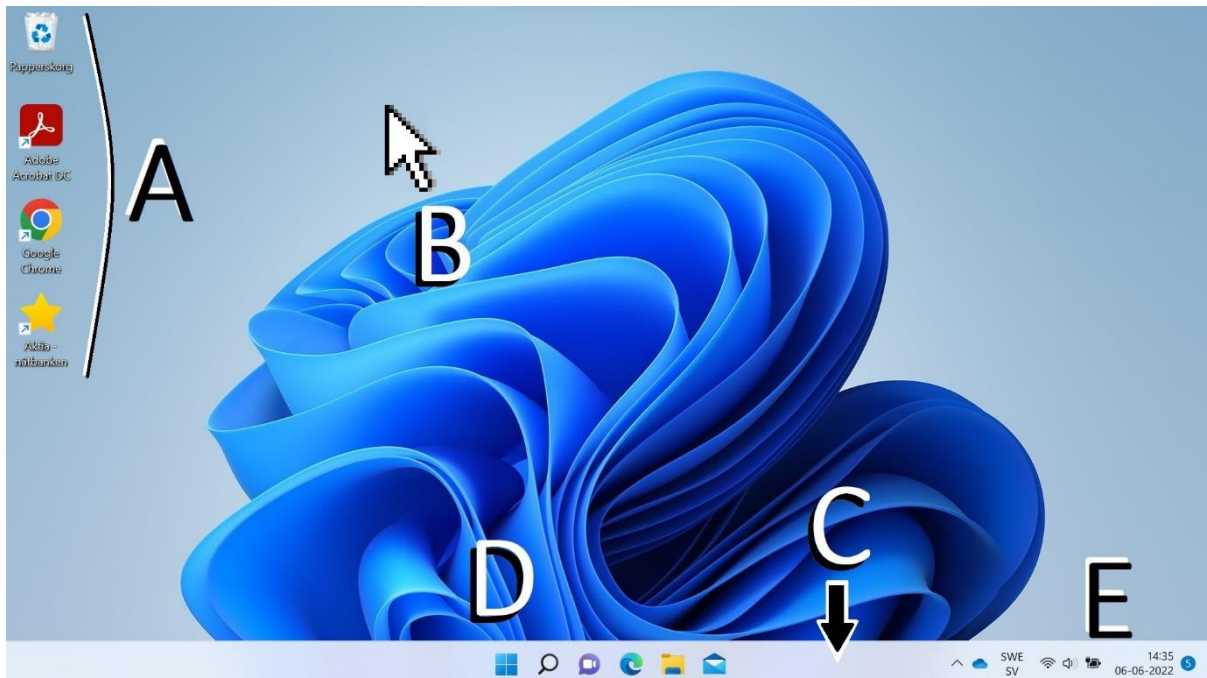 Papperskorg
Adobe
Acrobat DC
Google
Chrome
Aktia -
nätbanken
A
B
C
D
E
SWE
SV
14:35
06-06-2022
5